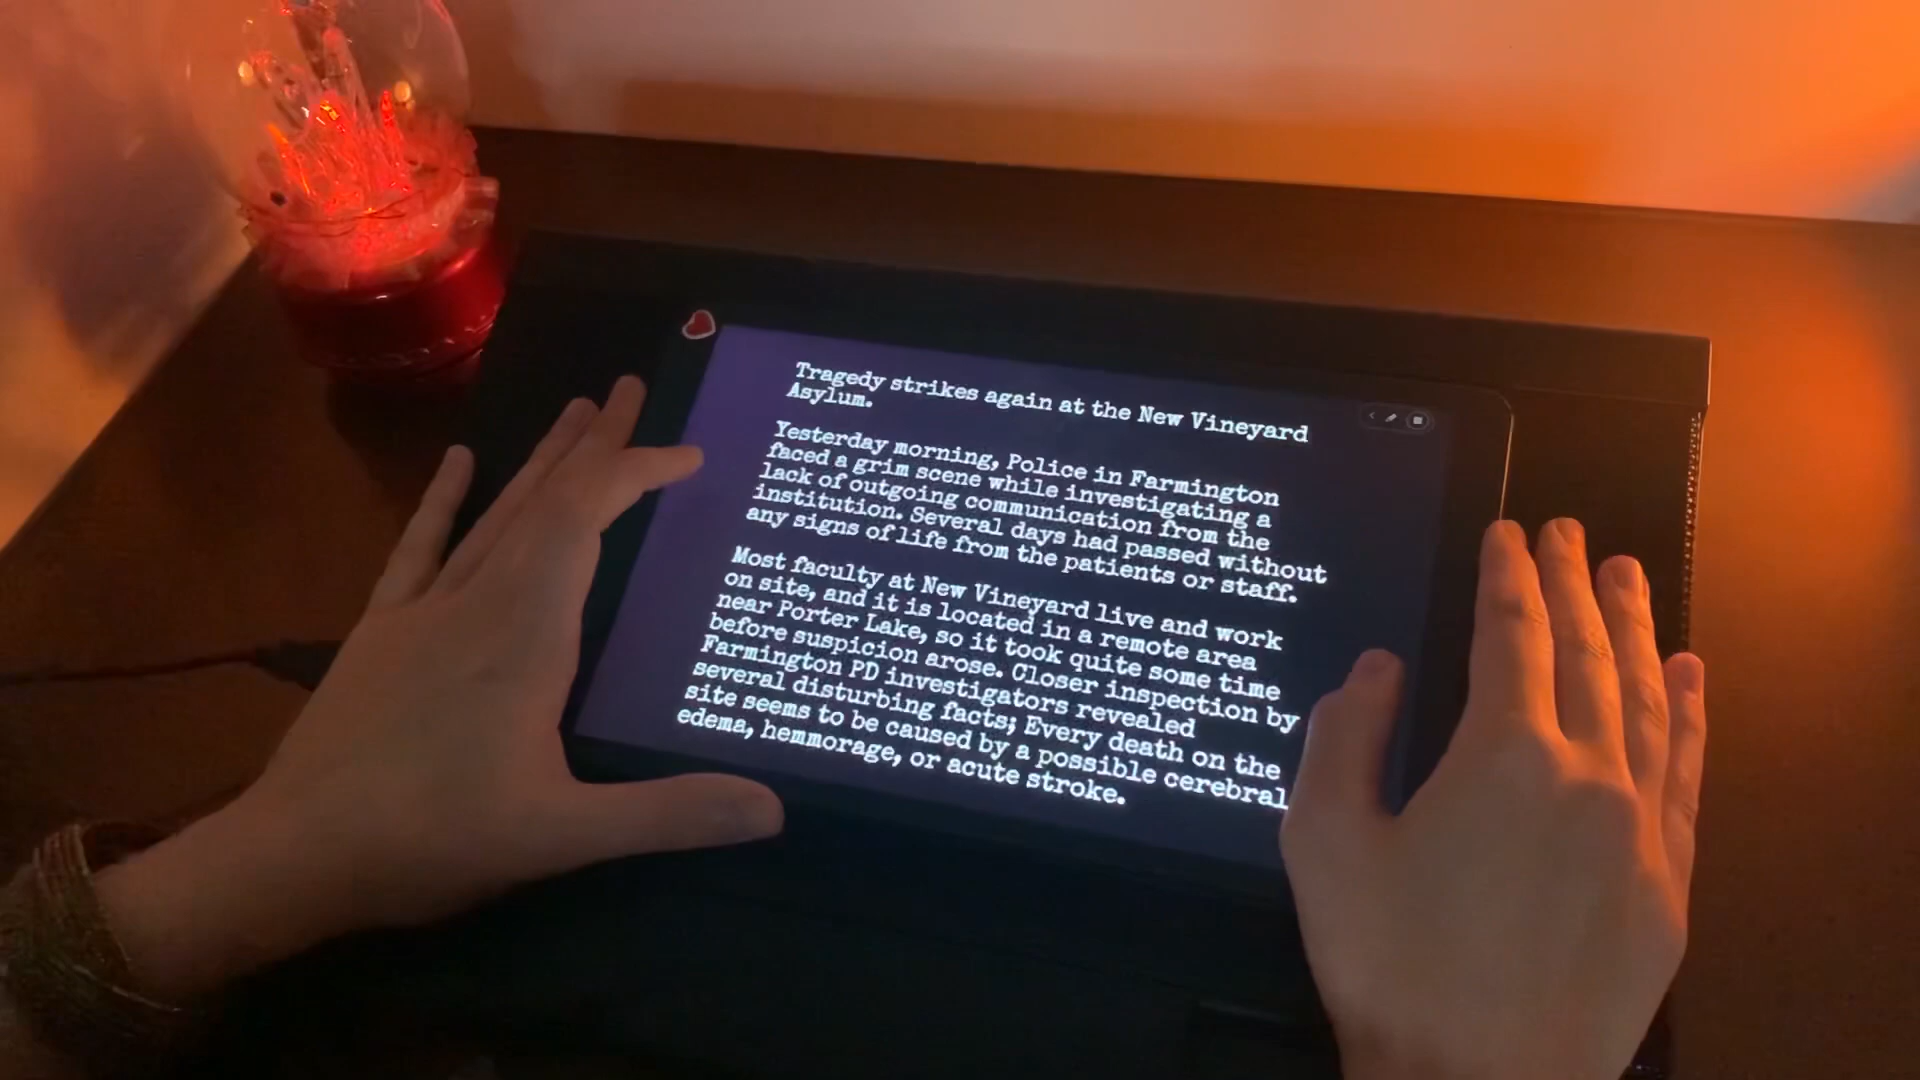 Tragedy strikes again at the New Vineyard
Asylum.
Yesterday morning, Police in Farmington
faced a grim scene while investigating a
lack of outgoing communication from the
institution. Several days had passed without
any signs of life from the patients or staff.
Most faculty at New Vineyard live and work
on site, and it is located in a remote area
near Porter Lake, so it took quite some time
before suspicion arose. Closer inspection by
Farmington PD investigators revealed
several disturbing facts; Every death on the
site seems to be caused by a possible cerebral
edema, hemmorage, or acute stroke.